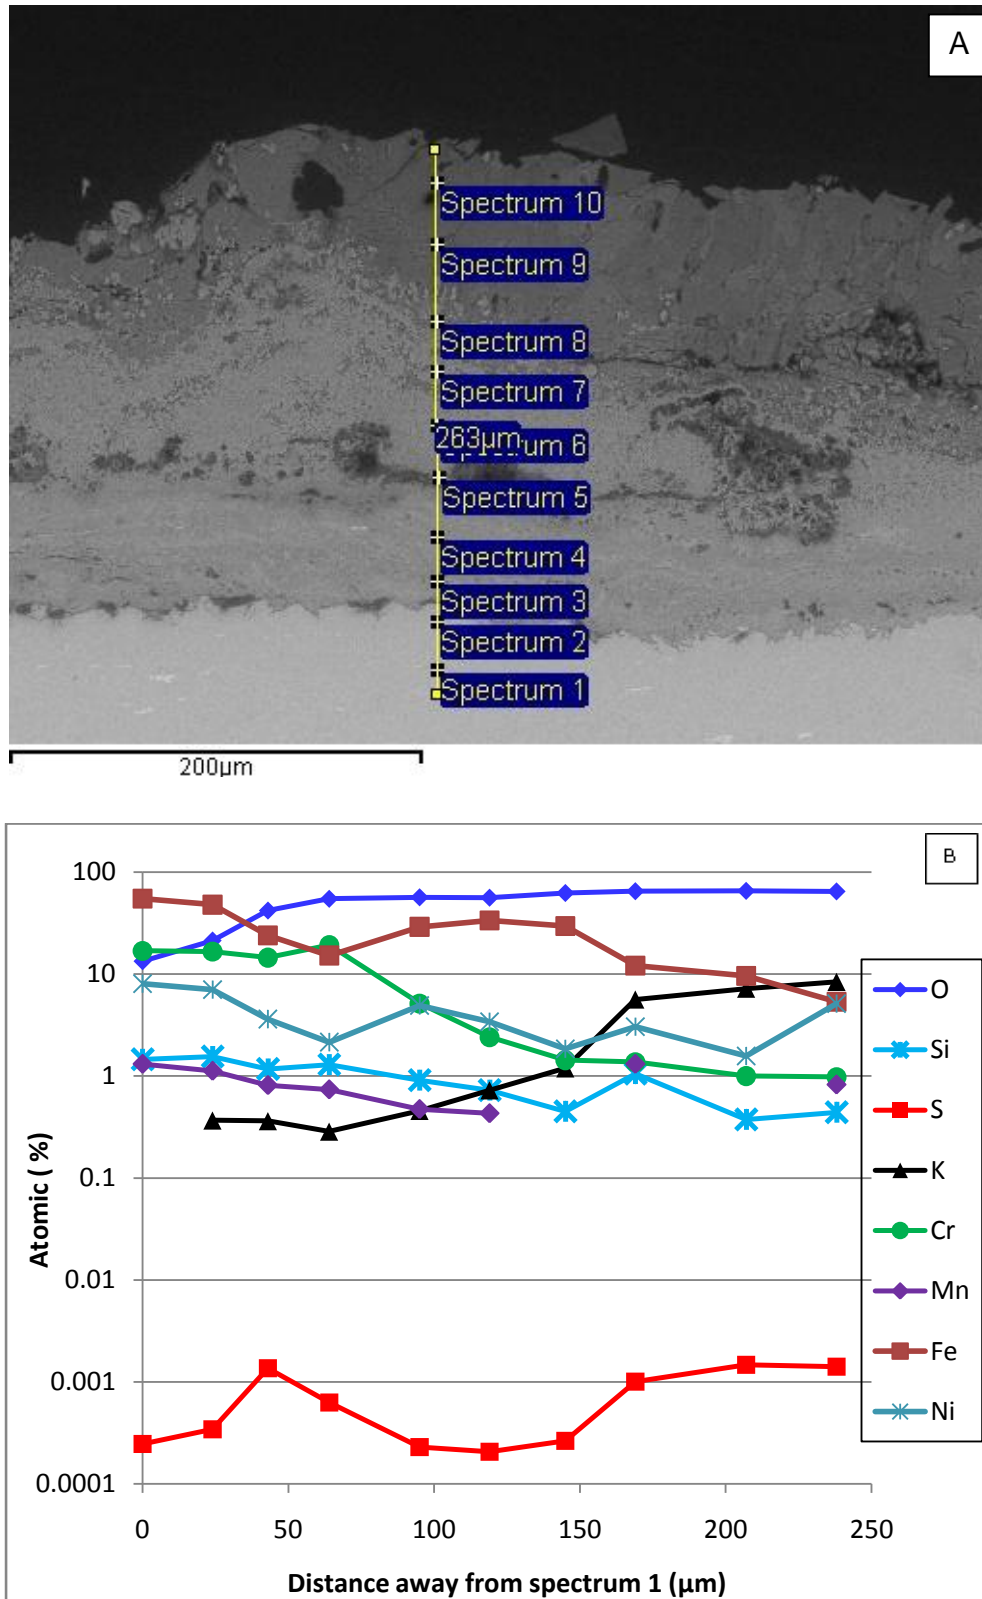 A
Spectrum 10
Spectrum 9
Spectrum 8
Spectrum 7
263µm um 6
Spectrum 5
Spectrum 4
Spectrum 3
Spectrum 2
Spectrum 1
200µm
B
100
10
1
0.1
0.01
0.001
0.0001
0 50 100 150 200 250
Atomic ( %)
Distance away from spectrum 1 (µm)
O
Si
S
K
Cr
Mn
Fe
Ni